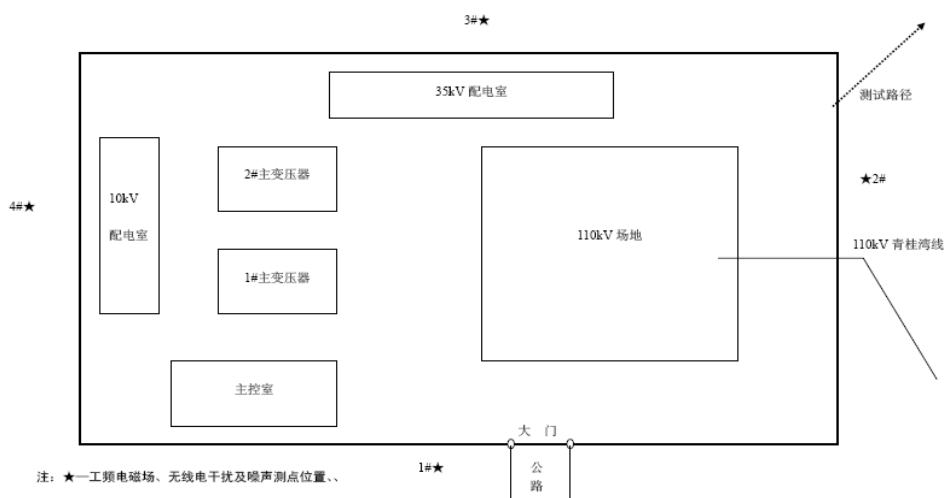 3#★
35kV 配电室
测试路径
2#主变压器
★2#
10kV
配电室
4#★
110kV 场地
110kV 青桂湾线
1#主变压器
主控室
大 门
1#★
公
路
注：★—工频电磁场、无线电干扰及噪声测点位置、、